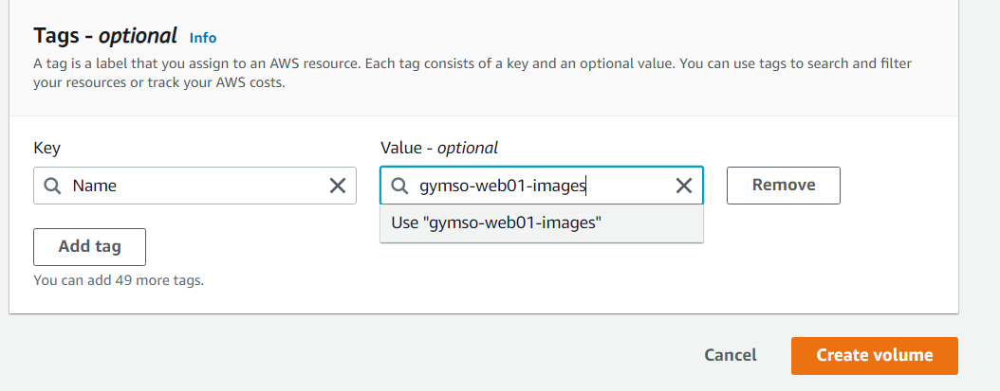 Tags - optional Info
A tag is a label that you assign to an AWS resource. Each tag consists of a key and an optional value. You can use tags to search and filter
your resources or track your AWS costs.
Key
Value - optional
Name
gymso-web01-images
Remove
Use "gymso-web01-images"
Add tag
You can add 49 more tags.
Cancel
Create volume